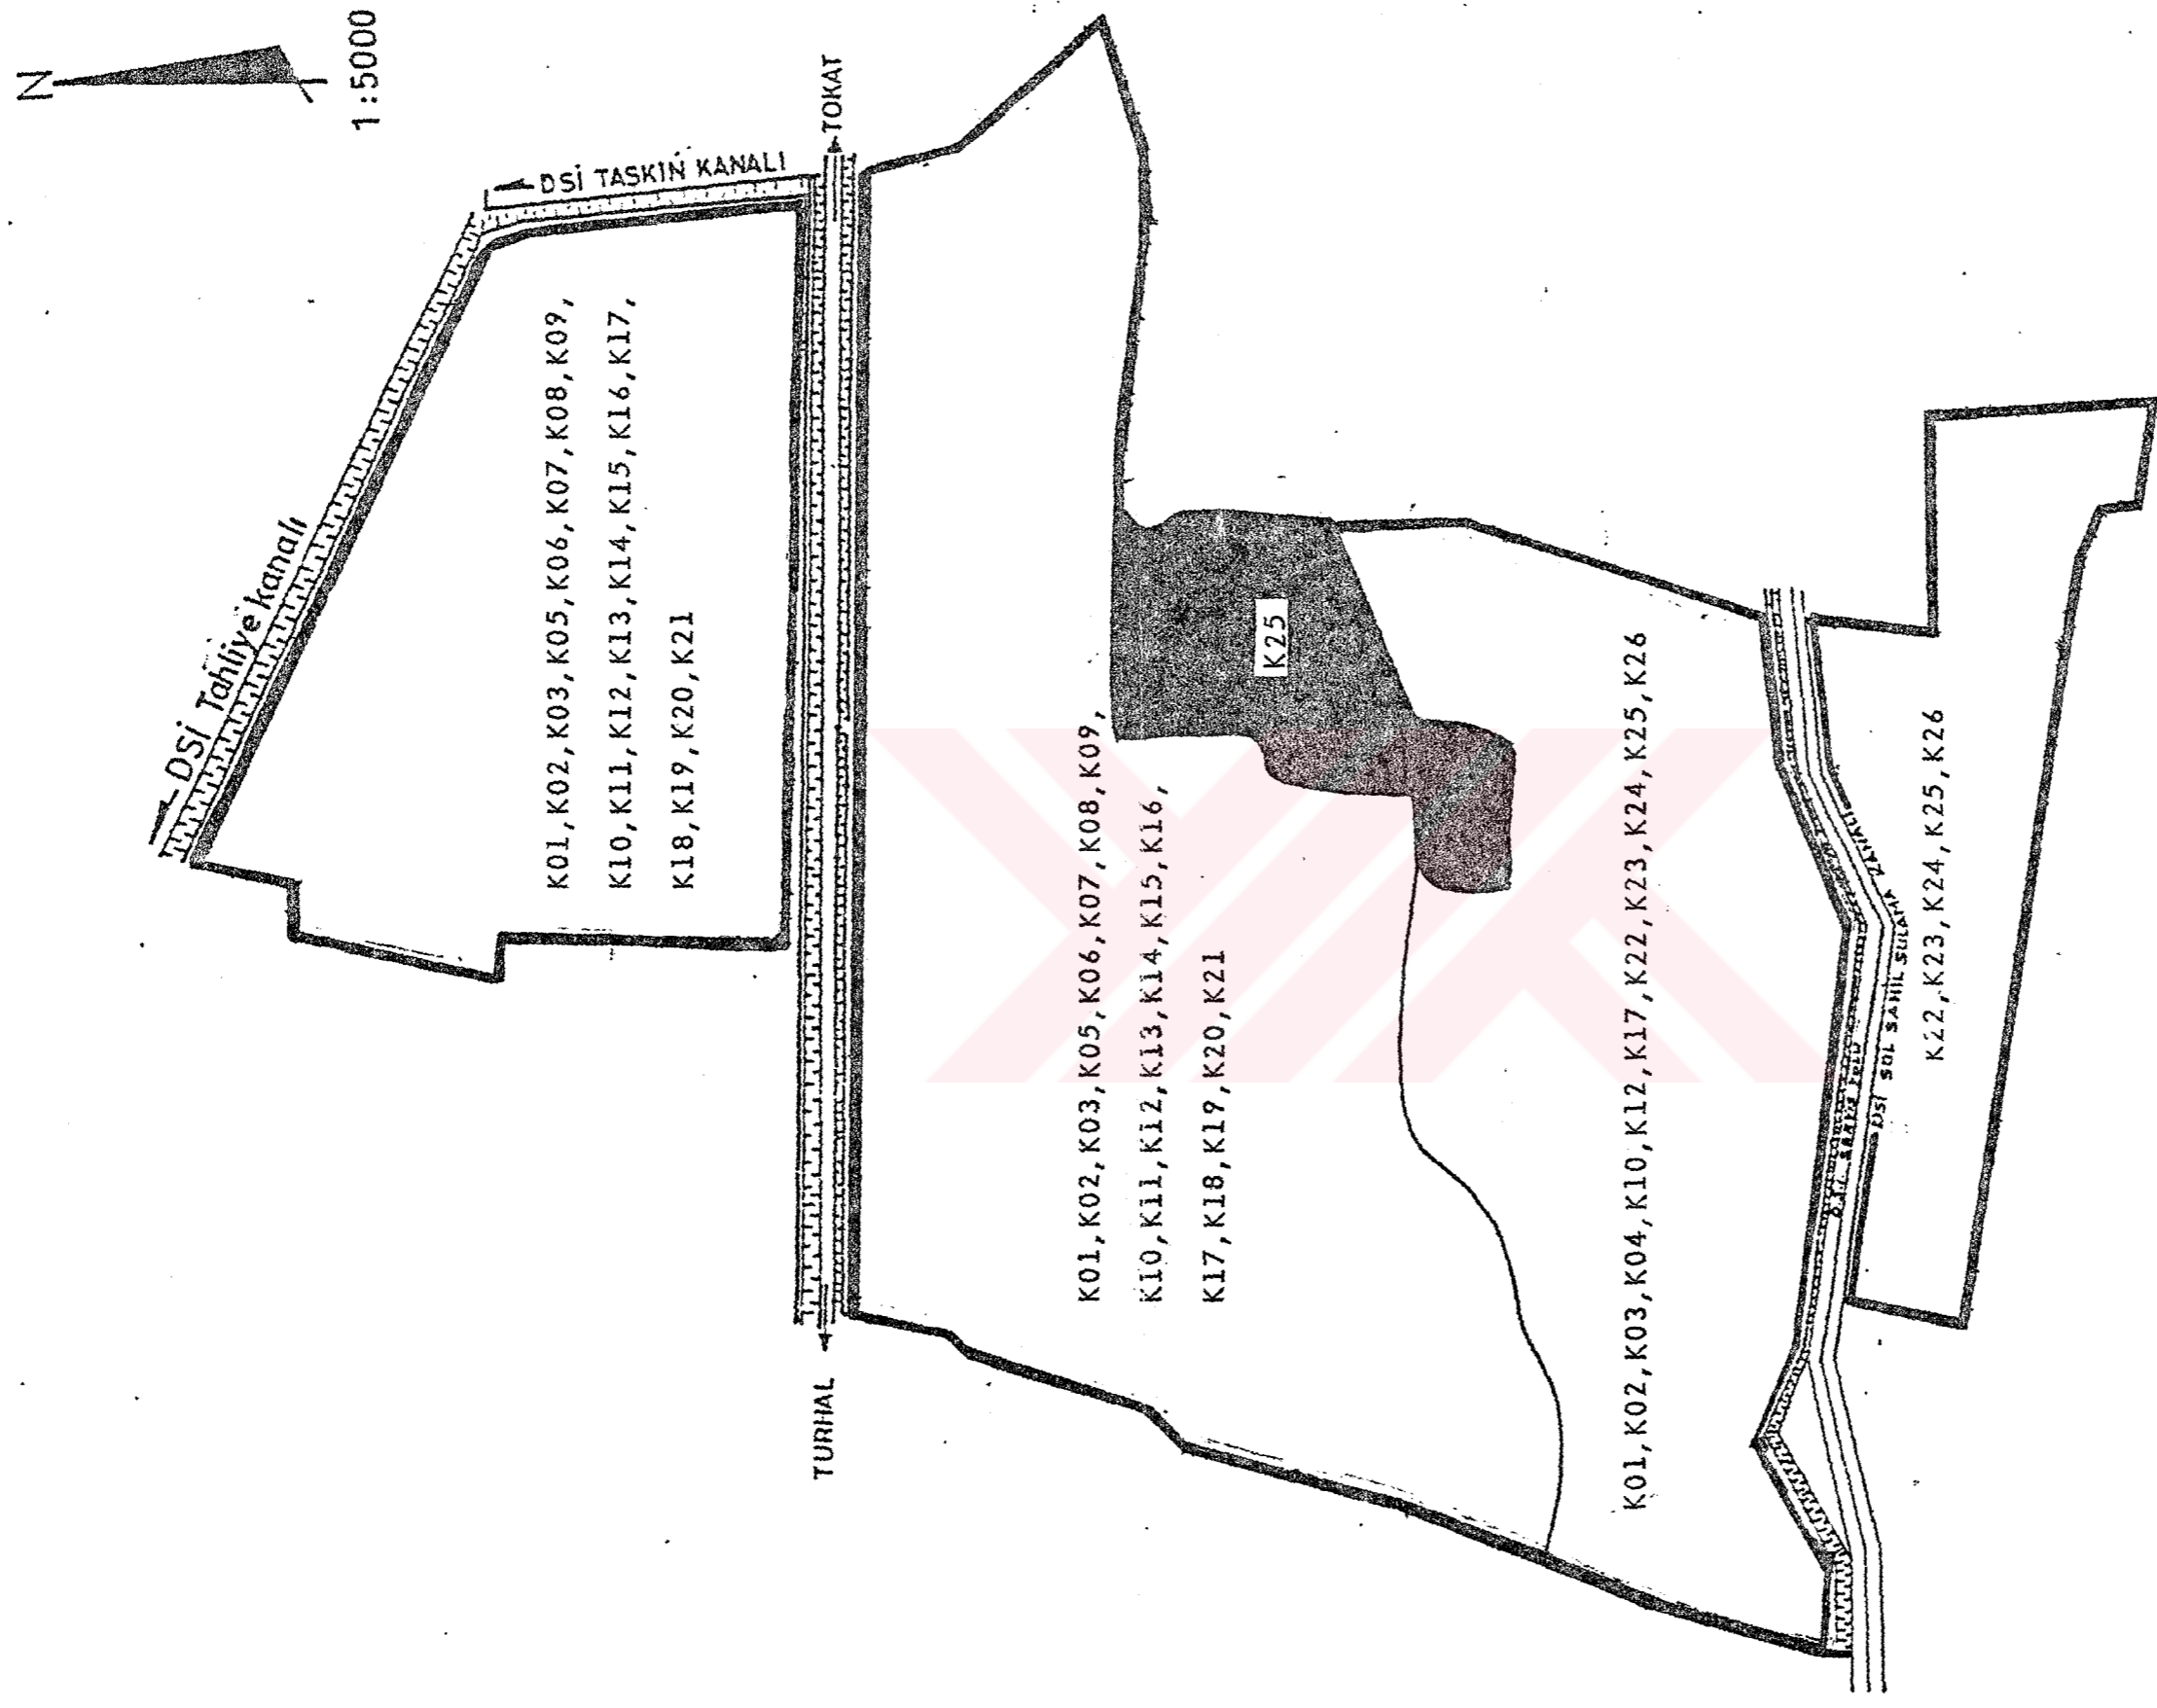 N
1:5000
DSİ Tahliye kanalı
DSİ TASKIN KANALI
TOKAT
TURHAL
K01,K02,K03,K05,K06,K07,K08,K09,
K10,K11,K12,K13,K14,K15,K16,K17,
K18,K19,K20,K21
K25
K01,K02,K03,K05,K06,K07,K08,K09,
K10,K11,K12,K13,K14,K15,K16,
K17,K18,K19,K20,K21
K01,K02,K03,K04,K10,K12,K17,K22,K23,K24,K25,K26
DSİ SOL SAHİL SULAMA KANALI
K22,K23,K24,K25,K26